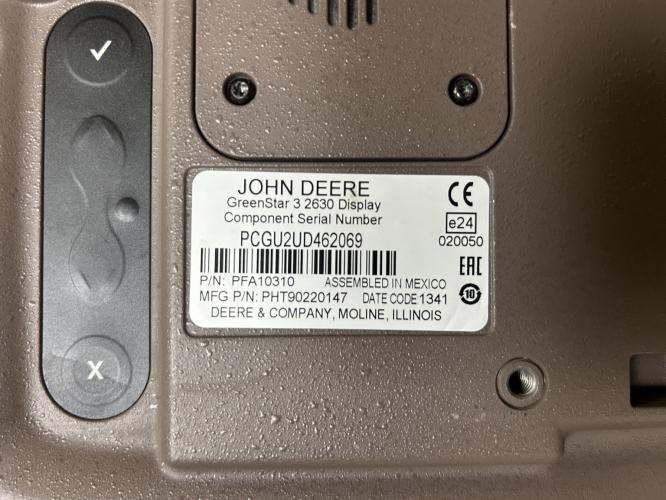 JOHN DEERE
GreenStar 3 2630 Display
Component Serial Number
PCGU2UD462069
P/N: PFA10310 ASSEMBLED IN MEXICO
MFG P/N: PHT90220147 DATE CODE:1341
DEERE & COMPANY, MOLINE, ILLINOIS
CE
e24
020050
EAC
10
X